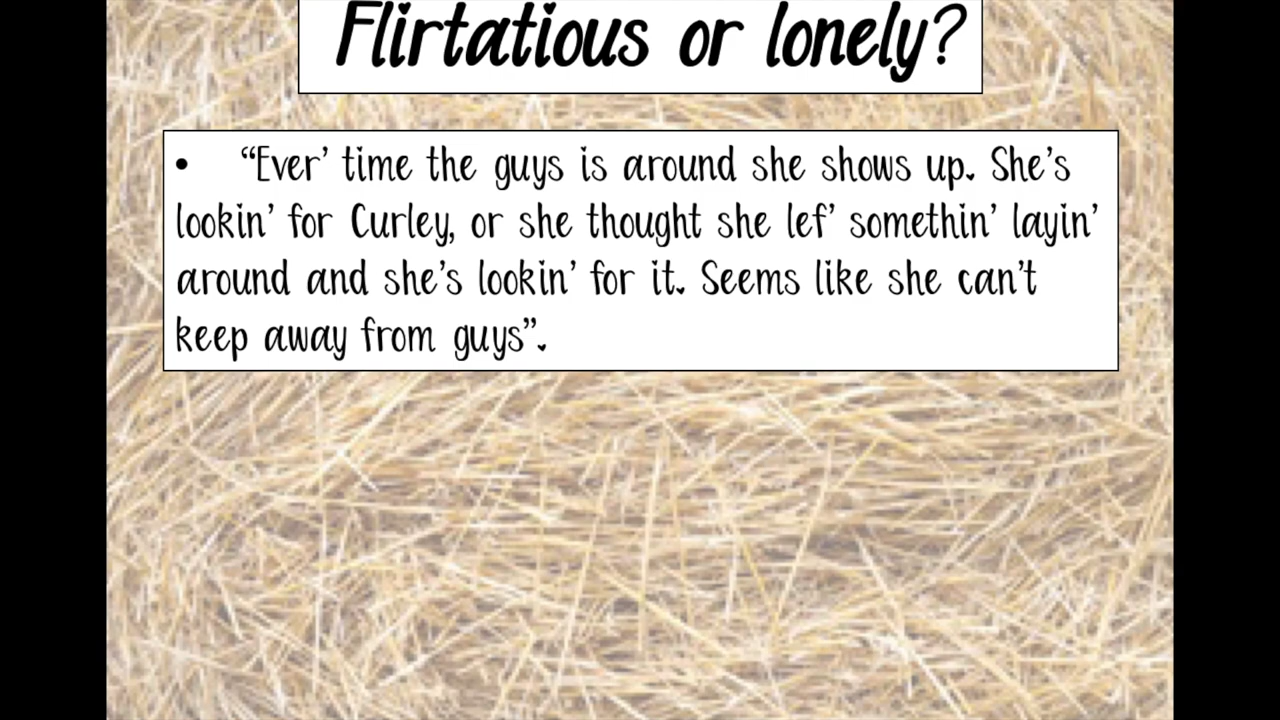 Flirtatious or lonely?
• “Ever’ time the guys is around she shows up. She’s
lookin’ for Curley, or she thought she lef’ somethin’ layin’
around and she’s lookin’ for it. Seems like she can’t
keep away from guys”.